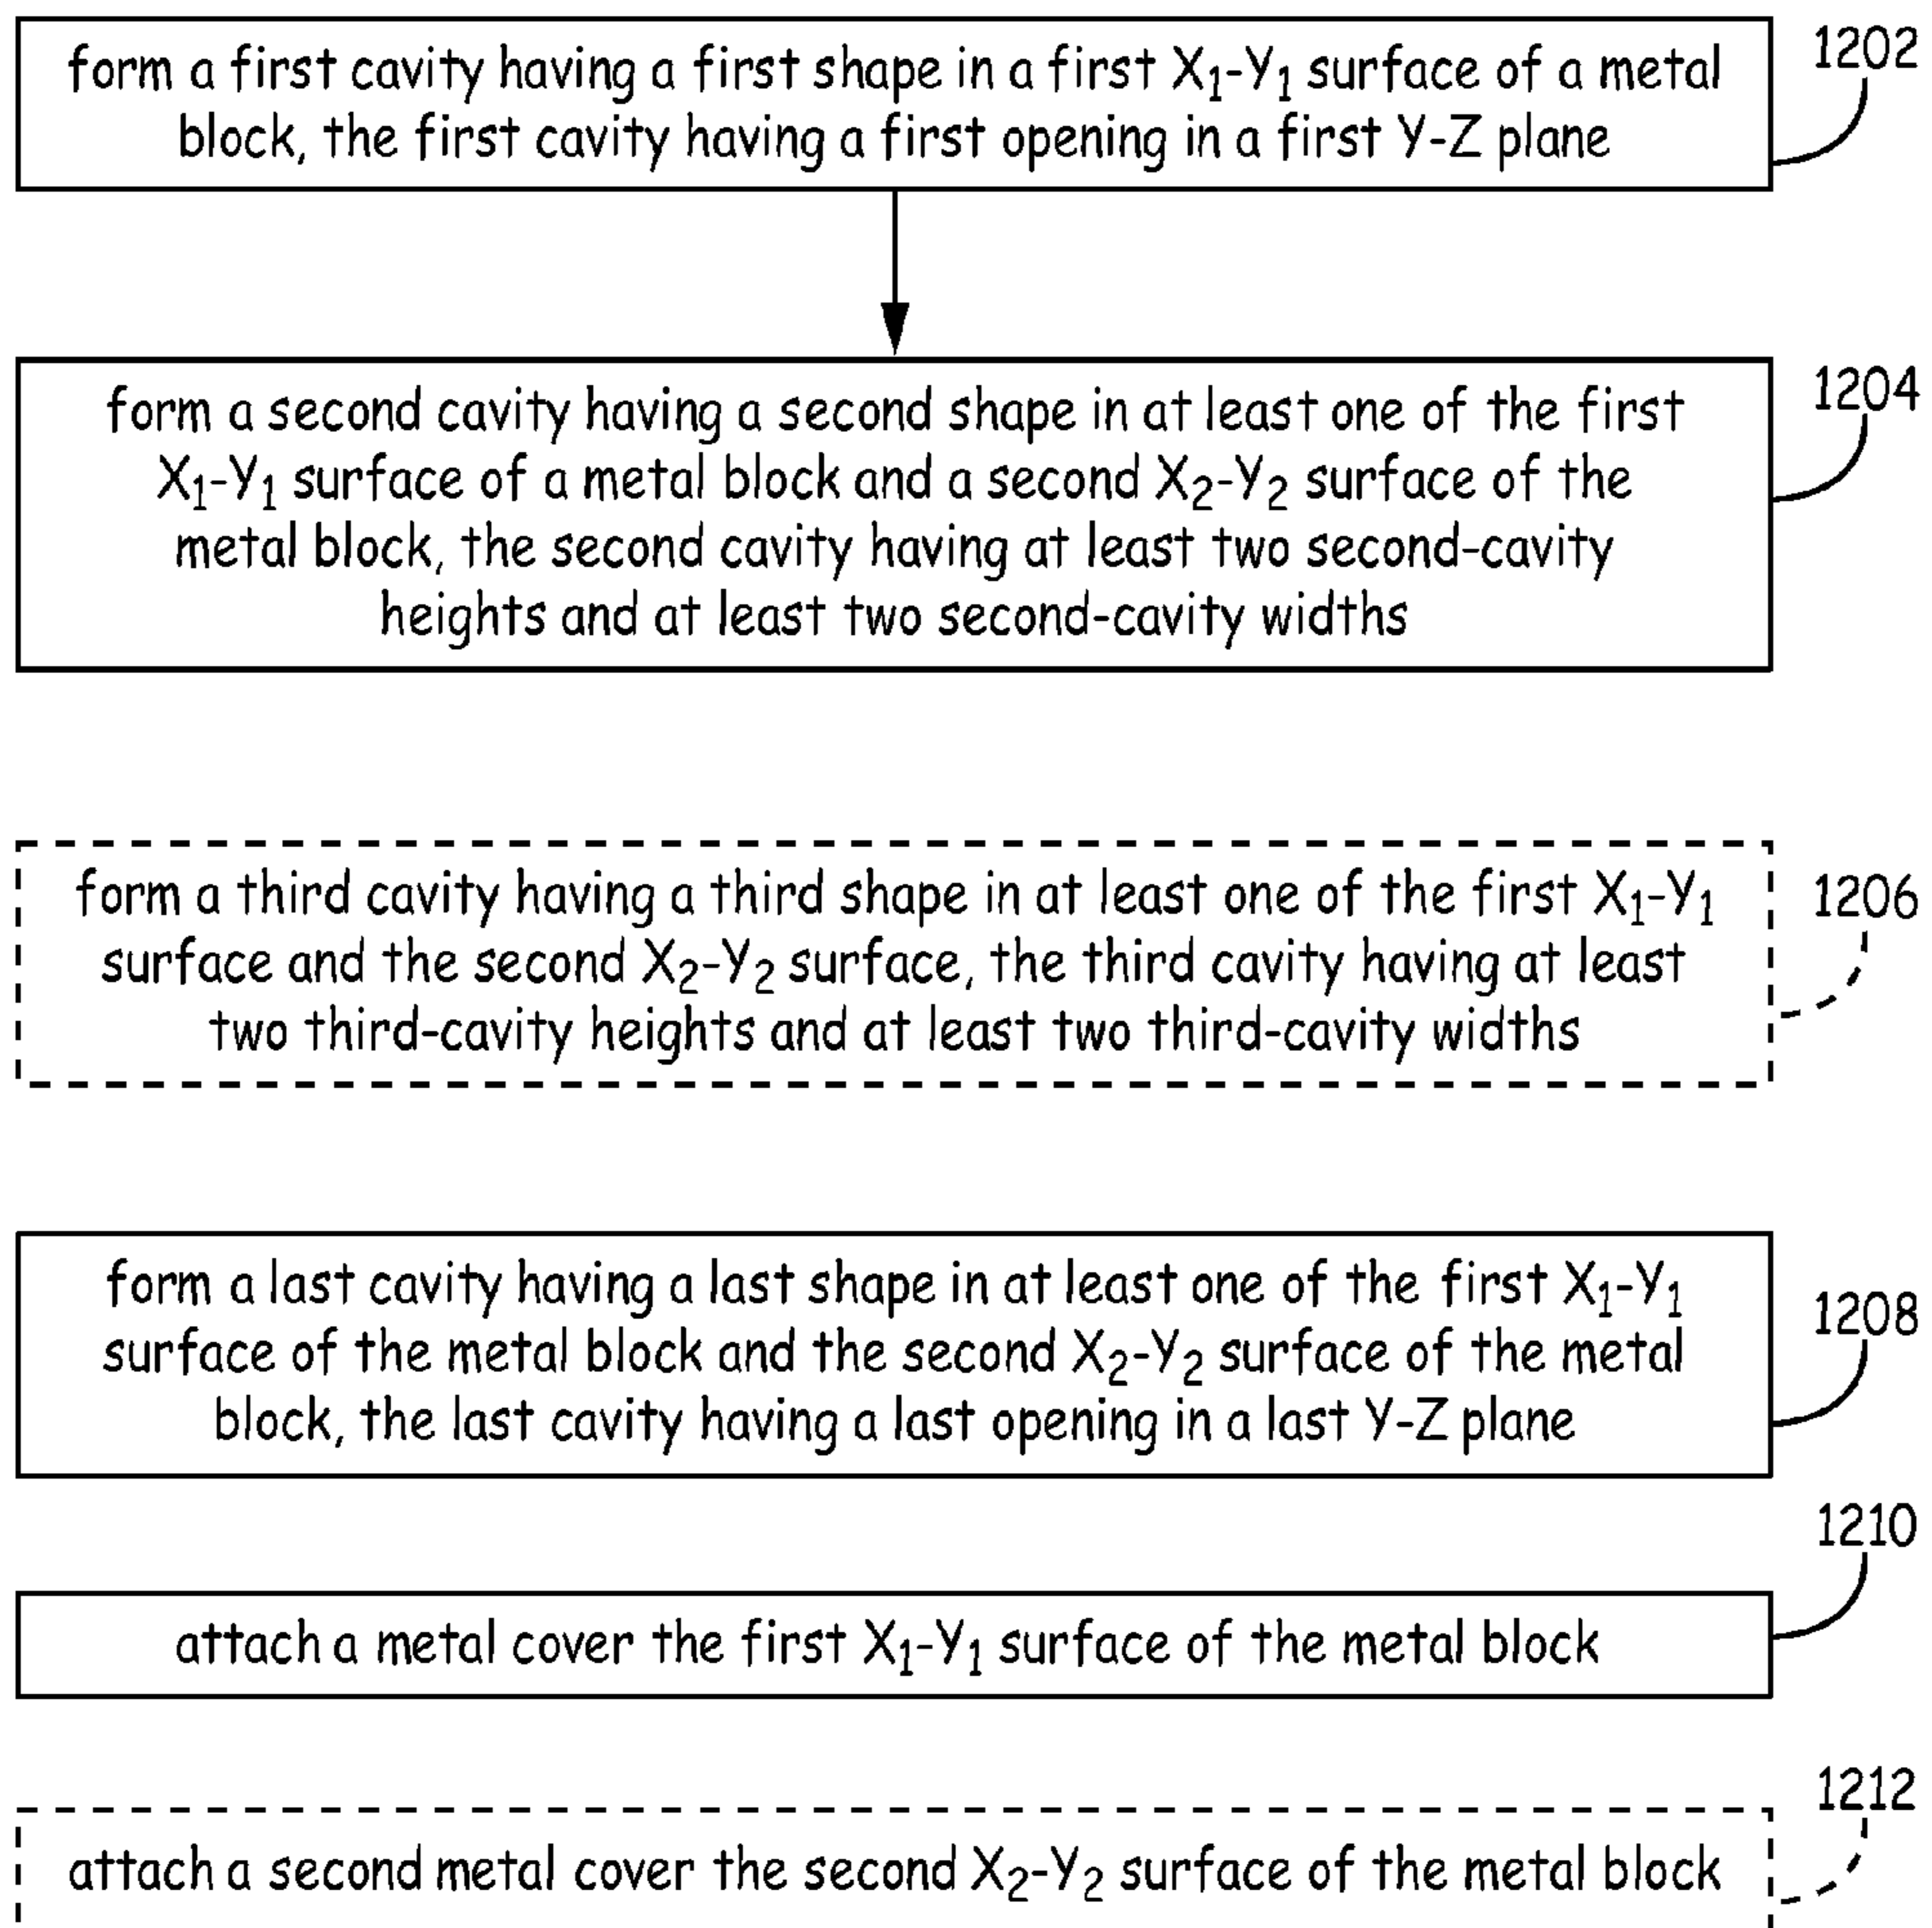 form a first cavity having a first shape in a first X₁-Y₁ surface of a metal
block, the first cavity having a first opening in a first Y-Z plane
1202
form a second cavity having a second shape in at least one of the first
X₁-Y₁ surface of a metal block and a second X₂-Y₂ surface of the
metal block, the second cavity having at least two second-cavity
heights and at least two second-cavity widths
1204
form a third cavity having a third shape in at least one of the first X₁-Y₁
surface and the second X₂-Y₂ surface, the third cavity having at least
two third-cavity heights and at least two third-cavity widths
1206
form a last cavity having a last shape in at least one of the first X₁-Y₁
surface of the metal block and the second X₂-Y₂ surface of the metal
block, the last cavity having a last opening in a last Y-Z plane
1208
1210
attach a metal cover the first X₁-Y₁ surface of the metal block
1212
attach a second metal cover the second X₂-Y₂ surface of the metal block